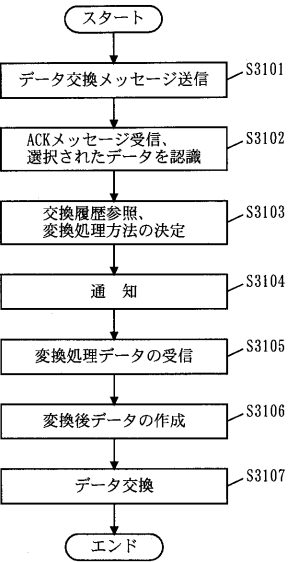 スタート
データ交換メッセージ送信
S3101
ACKメッセージ受信、
選択されたデータを認識
S3102
交換履歴参照、
変換処理方法の決定
S3103
通　知
S3104
変換処理データの受信
S3105
変換後データの作成
S3106
データ交換
S3107
エンド